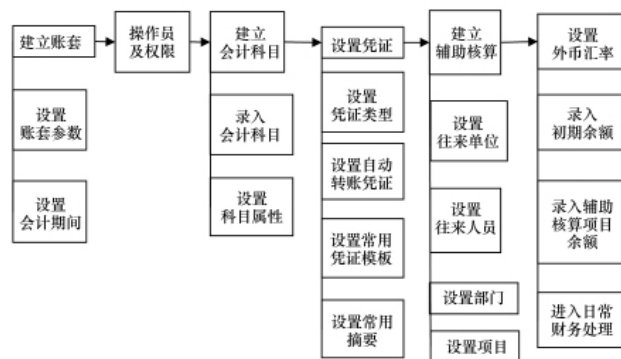 建立账套
操作员
及权限
建立
会计科目
设置凭证
建立
辅助核算
设置
外币汇率
设置
账套参数
设置
会计期间
录入
会计科目
设置
科目属性
设置
凭证类型
设置自动
转账凭证
设置常用
凭证模板
设置常用
摘要
设置
往来单位
设置
往来人员
设置部门
设置项目
录入
初期余额
录入辅助
核算项目
余额
进入日常
财务处理